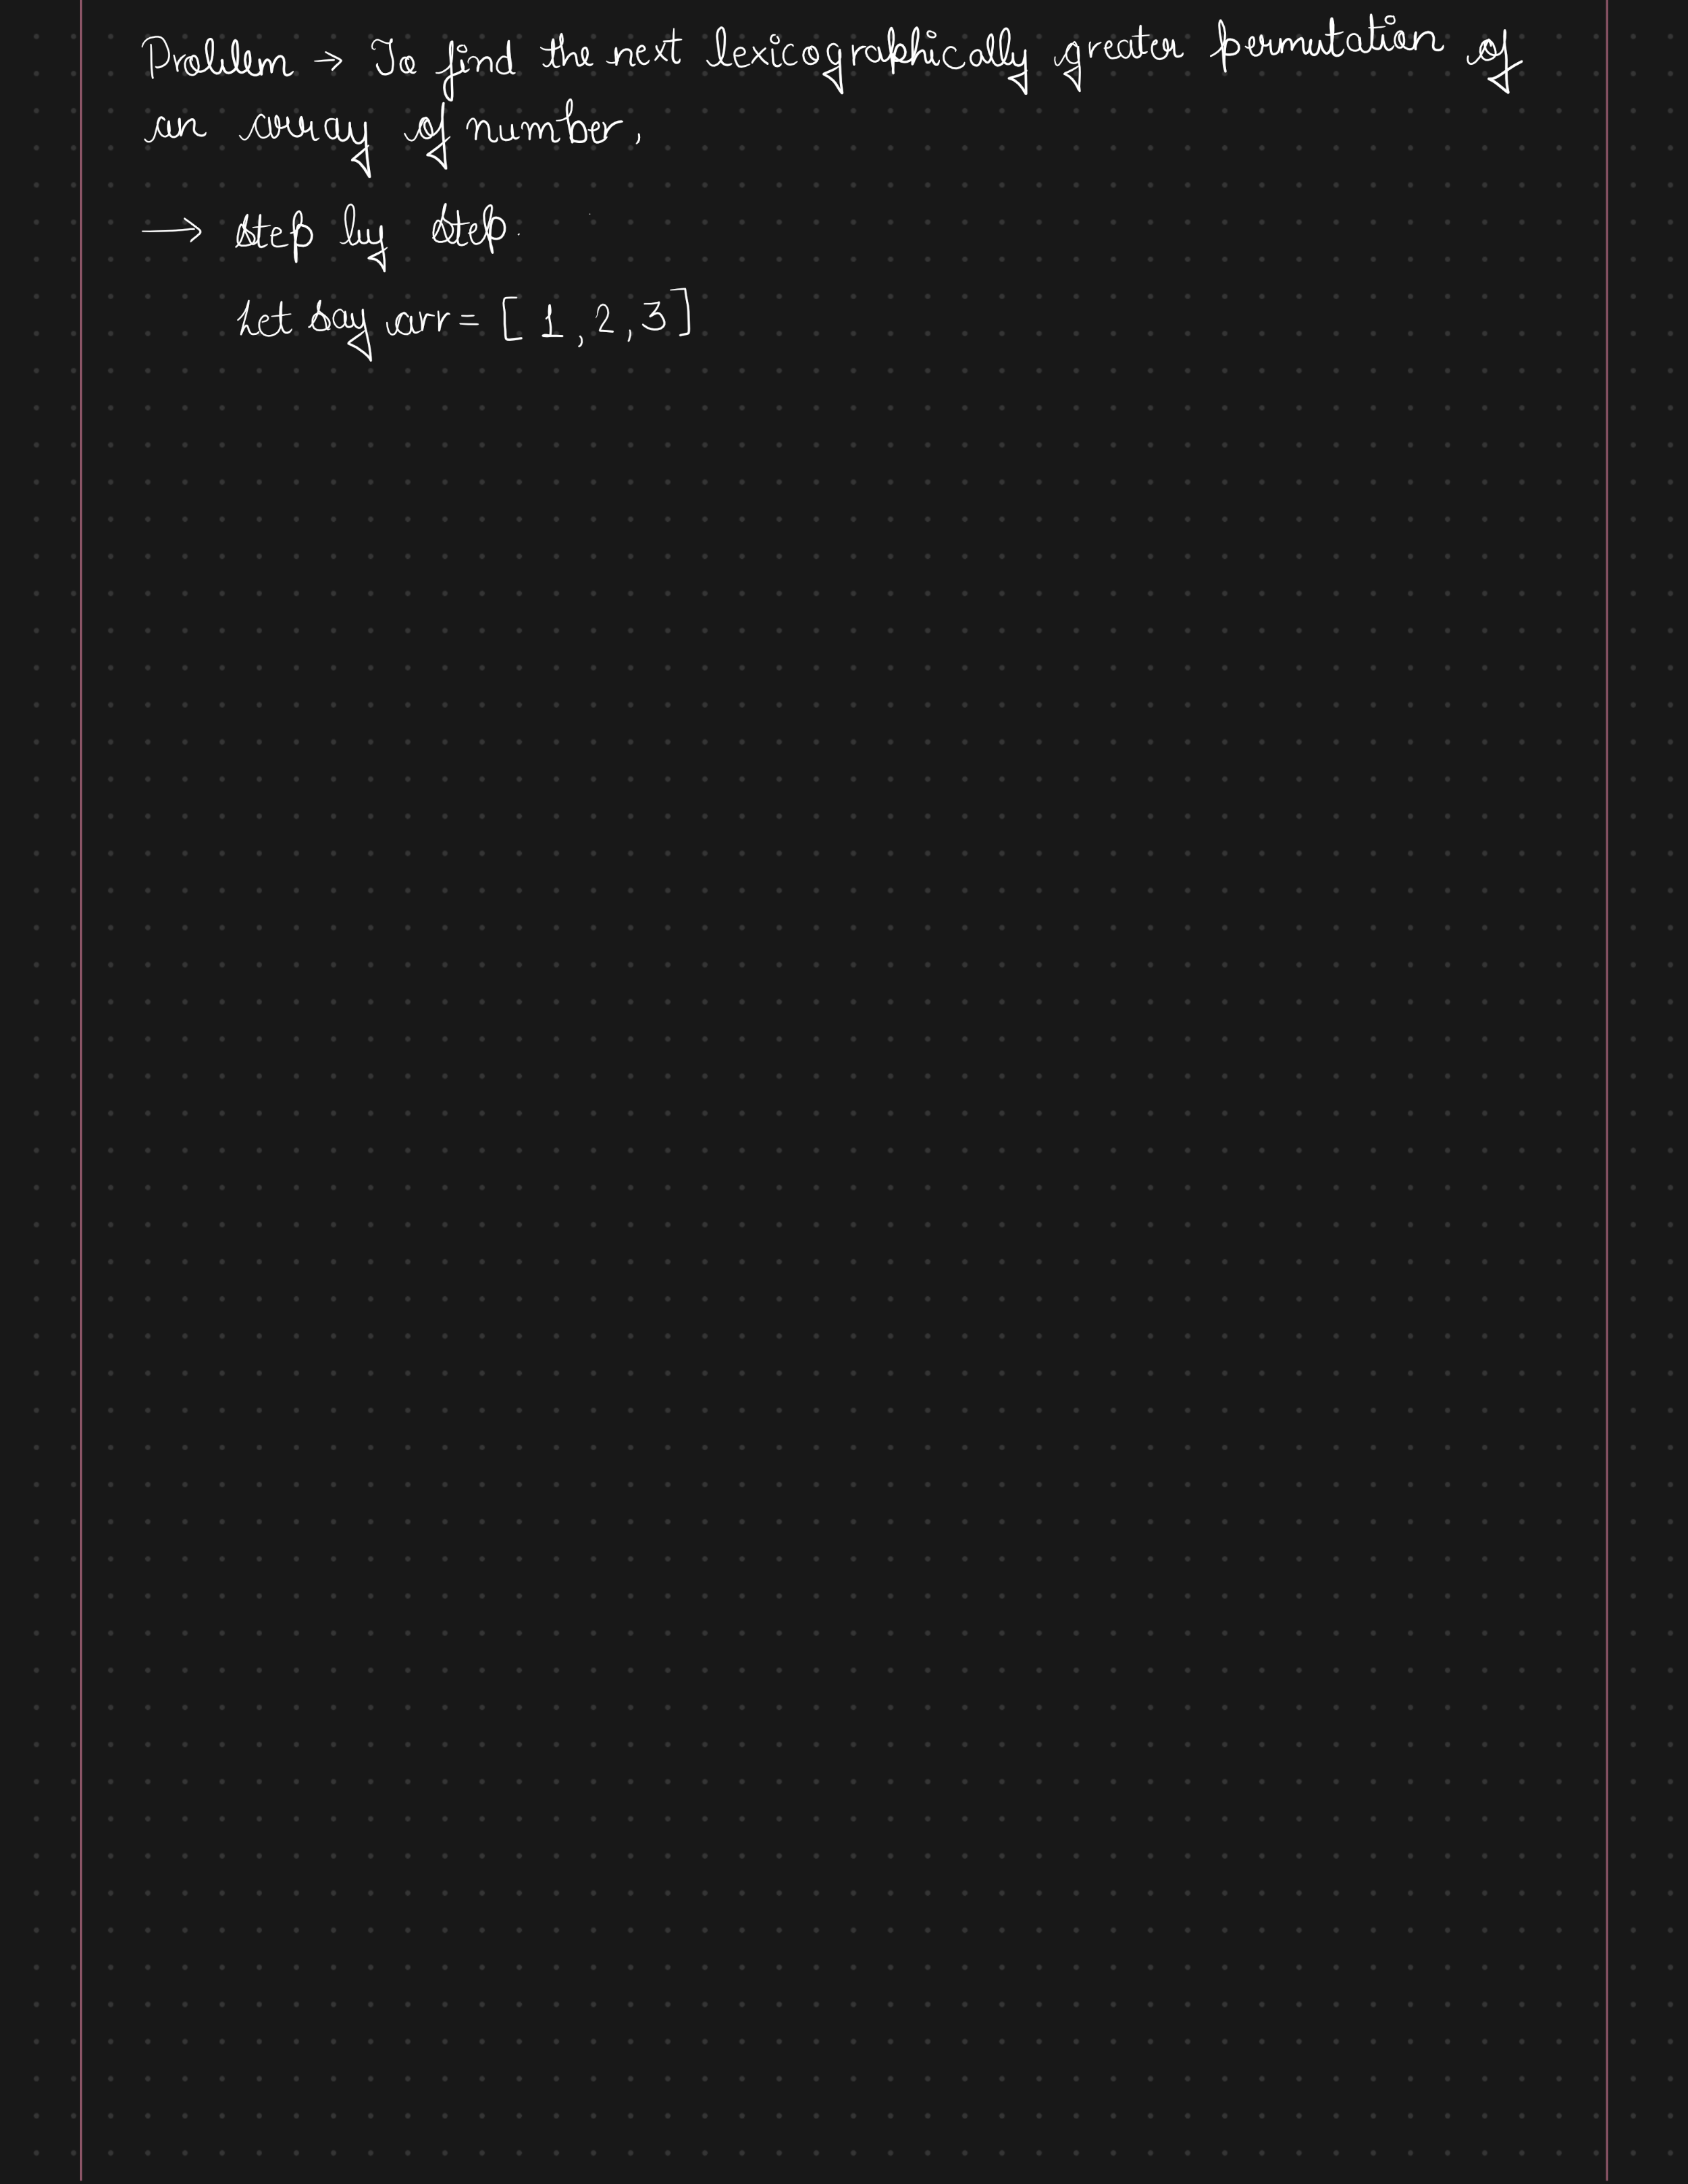 Problem → To find the next lexicographically greater permutation of
an array of number,
→ step by step.
Let say arr = [ 1, 2, 3]